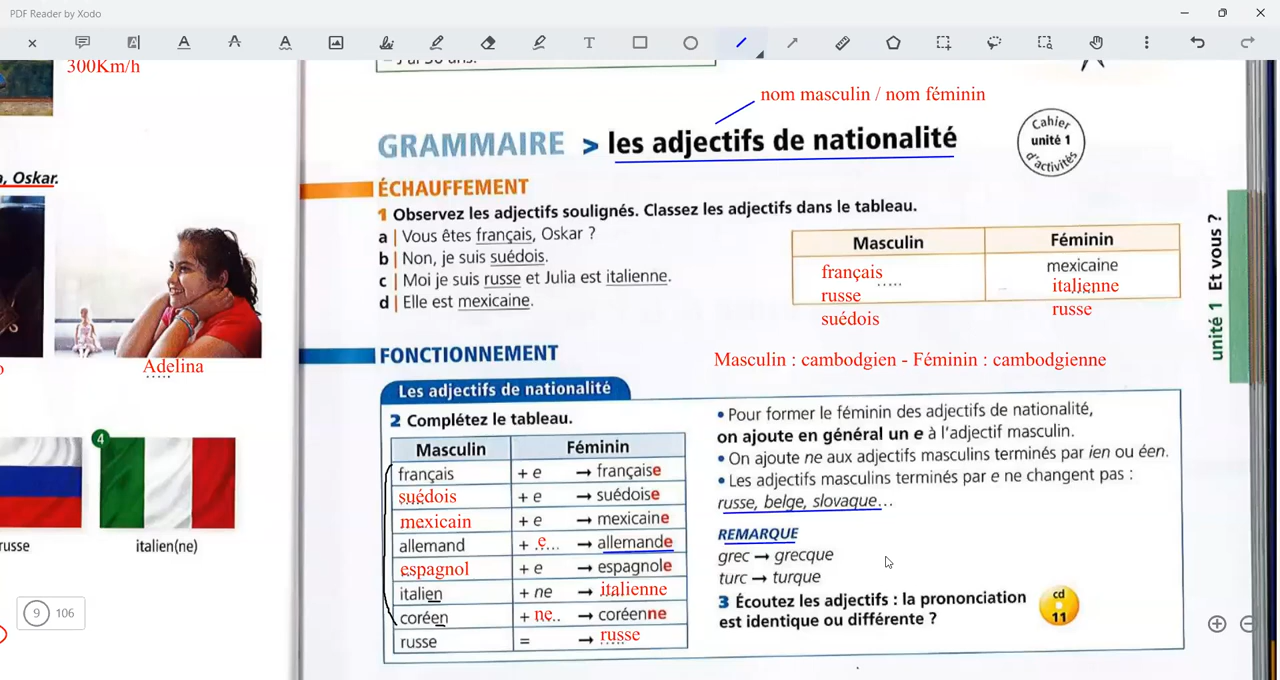 PDF Reader by Xodo
300Km/h
nom masculin / nom féminin
GRAMMAIRE > les adjectifs de nationalité
Cahier
unité 1
d'activités
, Oskar.
ÉCHAUFFEMENT
1 Observez les adjectifs soulignés. Classez les adjectifs dans le tableau.
a | Vous êtes français, Oskar ?
b | Non, je suis suédois.
c | Moi je suis russe et Julia est italienne.
d | Elle est mexicaine.
Masculin Féminin
français mexicaine
..... italienne
russe russe
suédois
unité 1 Et vous ?
Adelina
.....
FONCTIONNEMENT
Masculin : cambodgien - Féminin : cambodgienne
Les adjectifs de nationalité
2 Complétez le tableau.
Masculin Féminin
français + e → française
suédois + e → suédoise
mexicain + e → mexicaine
allemand + e.... → allemande
espagnol + e → espagnole
italien + ne → italienne
coréen + ne.. → coréenne
russe = → russe
• Pour former le féminin des adjectifs de nationalité,
on ajoute en général un e à l'adjectif masculin.
• On ajoute ne aux adjectifs masculins terminés par ien ou éen.
• Les adjectifs masculins terminés par e ne changent pas :
russe, belge, slovaque...
REMARQUE
grec → grecque
turc → turque
3 Écoutez les adjectifs : la prononciation
est identique ou différente ?
cd
11
4
russe
italien(ne)
9 106